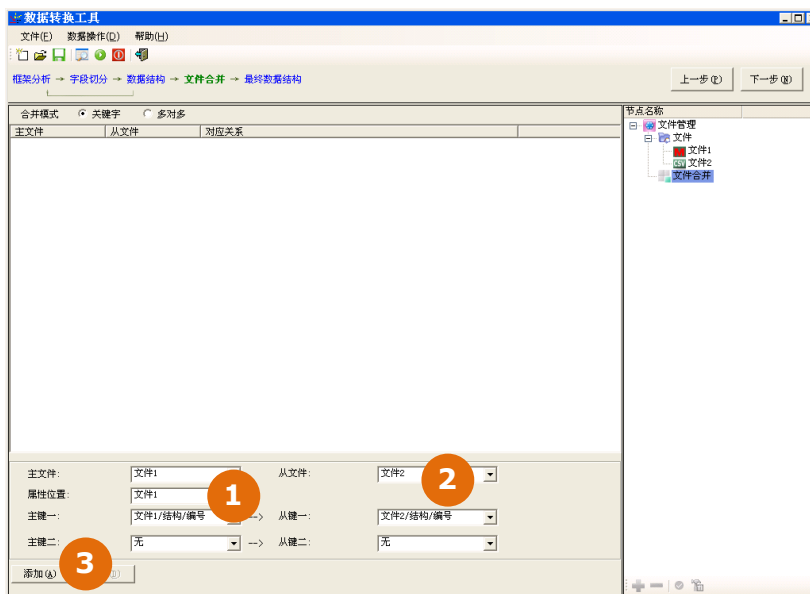 数据转换工具
文件(F) 数据操作(D) 帮助(H)
框架分析 → 字段切分 → 数据结构 → 文件合并 → 最终数据结构
上一步(P) 下一步(N)
合并模式 关键字 多对多
主文件 从文件 对应关系
节点名称
文件管理
文件
文件1
CSV 文件2
文件合并
主文件: 文件1 从文件: 文件2
属性位置: 文件1
主键一: 文件1/结构/编号 --> 从键一: 文件2/结构/编号
主键二: 无 --> 从键二: 无
添加(A)
1
2
3